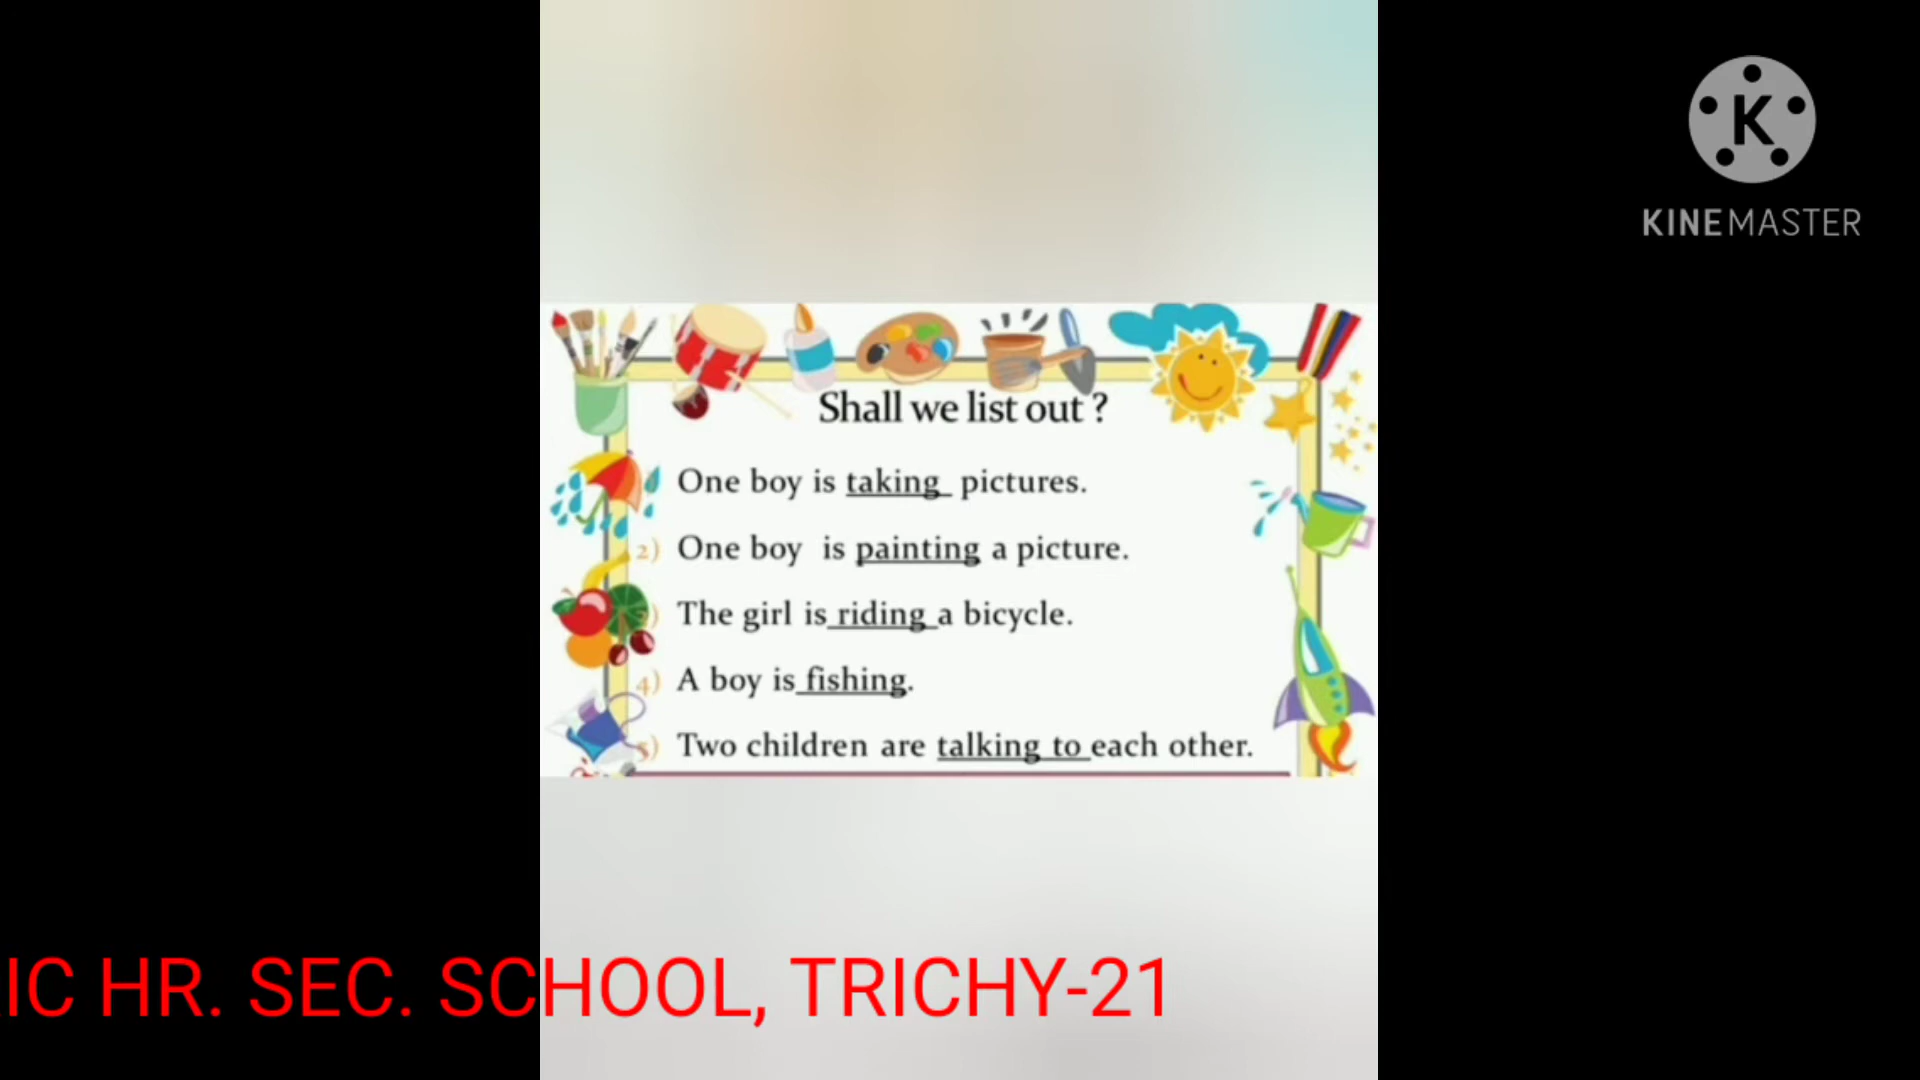 K
KINEMASTER
Shall we list out ?
One boy is taking pictures.
2) One boy is painting a picture.
3) The girl is riding a bicycle.
4) A boy is fishing.
5) Two children are talking to each other.
IC HR. SEC. SCHOOL, TRICHY-21